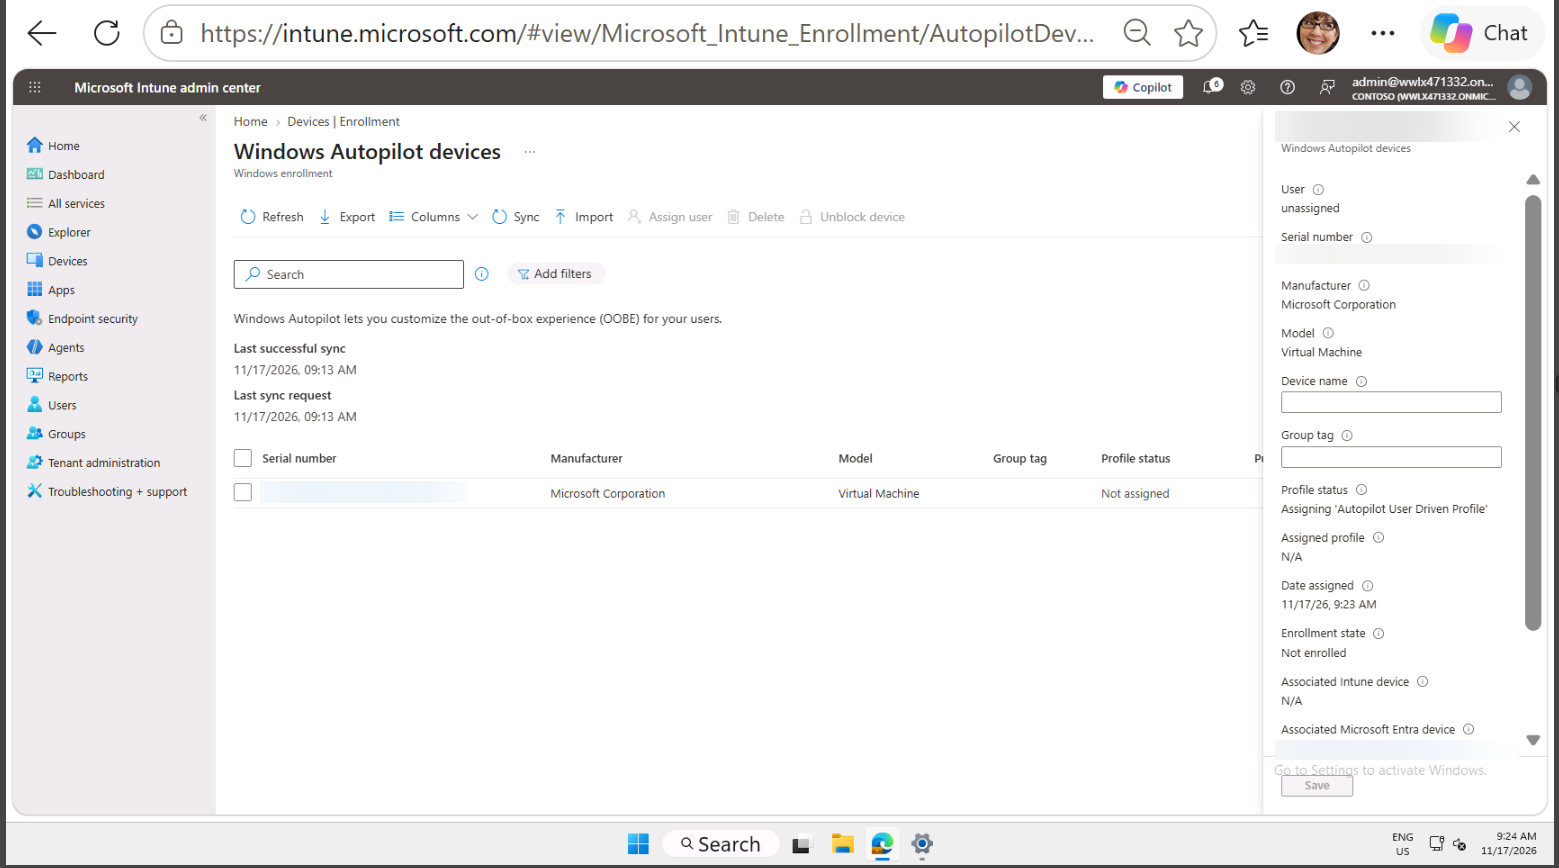 https://intune.microsoft.com/#view/Microsoft_Intune_Enrollment/AutopilotDev...
Chat
Microsoft Intune admin center
Copilot
6
admin@wwlx471332.on...
CONTOSO (WWLX471332.ONMIC...
Home
Dashboard
All services
Explorer
Devices
Apps
Endpoint security
Agents
Reports
Users
Groups
Tenant administration
Troubleshooting + support
Home > Devices | Enrollment
Windows Autopilot devices ...
Windows enrollment
Refresh Export Columns Sync Import Assign user Delete Unblock device
Search
Add filters
Windows Autopilot lets you customize the out-of-box experience (OOBE) for your users.
Last successful sync
11/17/2026, 09:13 AM
Last sync request
11/17/2026, 09:13 AM
Serial number Manufacturer Model Group tag Profile status
Microsoft Corporation Virtual Machine Not assigned
Windows Autopilot devices
User
unassigned
Serial number
Manufacturer
Microsoft Corporation
Model
Virtual Machine
Device name
Group tag
Profile status
Assigning 'Autopilot User Driven Profile'
Assigned profile
N/A
Date assigned
11/17/26, 9:23 AM
Enrollment state
Not enrolled
Associated Intune device
N/A
Associated Microsoft Entra device
Go to Settings to activate Windows.
Save
Search
ENG
US
9:24 AM
11/17/2026